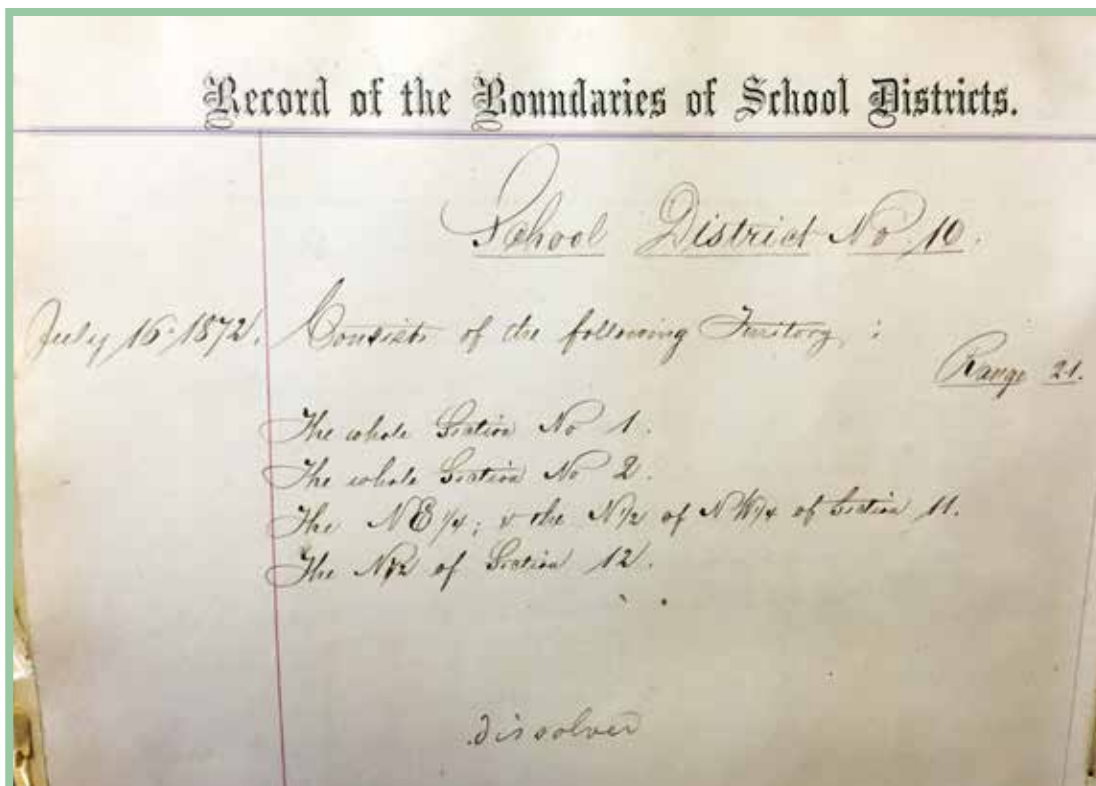 Record of the Boundaries of School Districts.
School District No 10.
July 16 1872. Consists of the following Territory :
Range 21.
The whole Section No 1.
The whole Section No 2.
The NE 1/4; & the N1/2 of NW1/4 of Section 11.
The N1/2 of Section 12.
dissolved